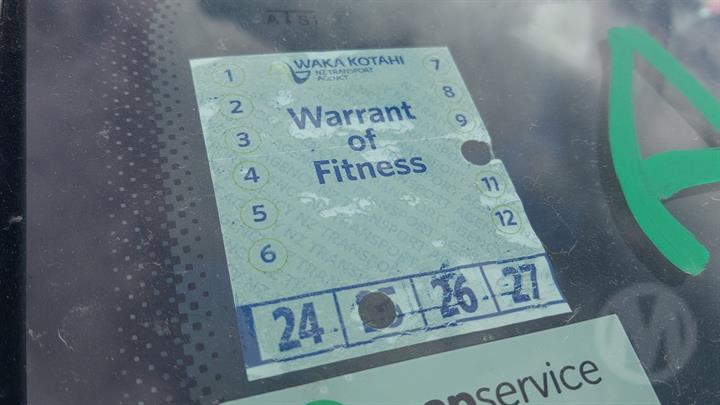 ATSI
WAKA KOTAHI
NZ TRANSPORT
AGENCY
Warrant
of
Fitness
1
2
3
4
5
6
7
8
9
11
12
24
26
27
service